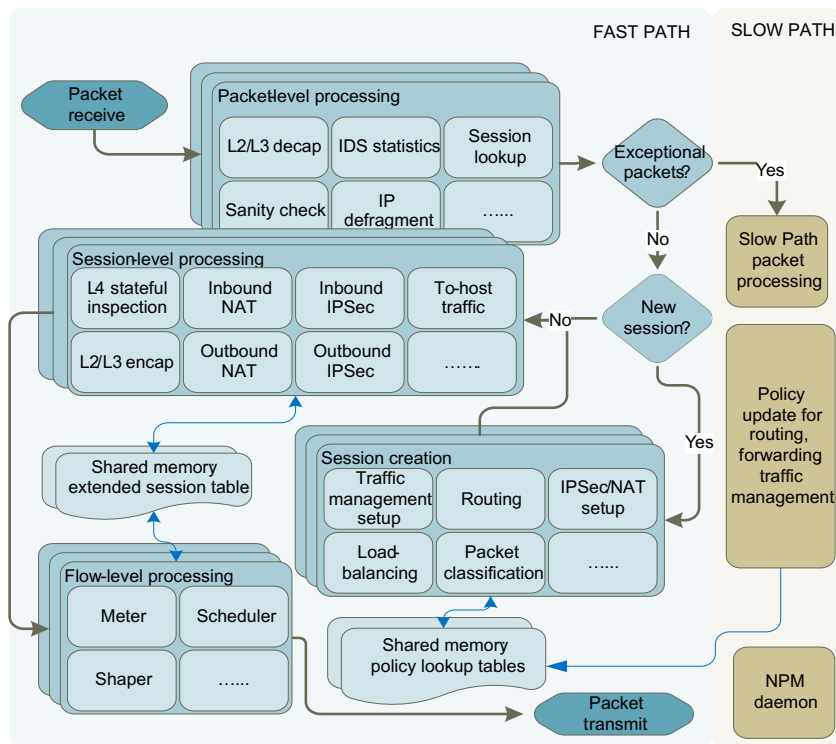 FAST PATH
SLOW PATH
Packet
receive
Packet-level processing
L2/L3 decap
IDS statistics
Session
lookup
Sanity check
IP
defragment
…...
Exceptional
packets?
Yes
No
Slow Path
packet
processing
Session-level processing
L4 stateful
inspection
Inbound
NAT
Inbound
IPSec
To-host
traffic
L2/L3 encap
Outbound
NAT
Outbound
IPSec
…….
New
session?
No
Yes
Policy
update for
routing,
forwarding
traffic
management
Session creation
Traffic
management
setup
Routing
IPSec/NAT
setup
Load-
balancing
Packet
classification
…...
Shared memory
extended session table
Flow-level processing
Meter
Scheduler
Shaper
…...
Shared memory
policy lookup tables
Packet
transmit
NPM
daemon